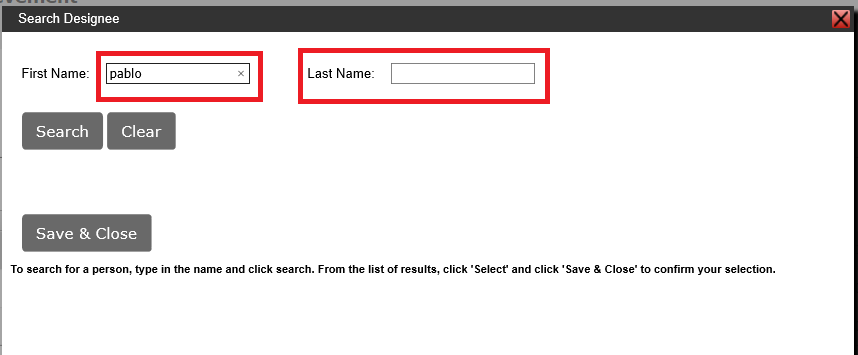 Search Designee
First Name: pablo × Last Name:
Search Clear
Save & Close
To search for a person, type in the name and click search. From the list of results, click 'Select' and click 'Save & Close' to confirm your selection.